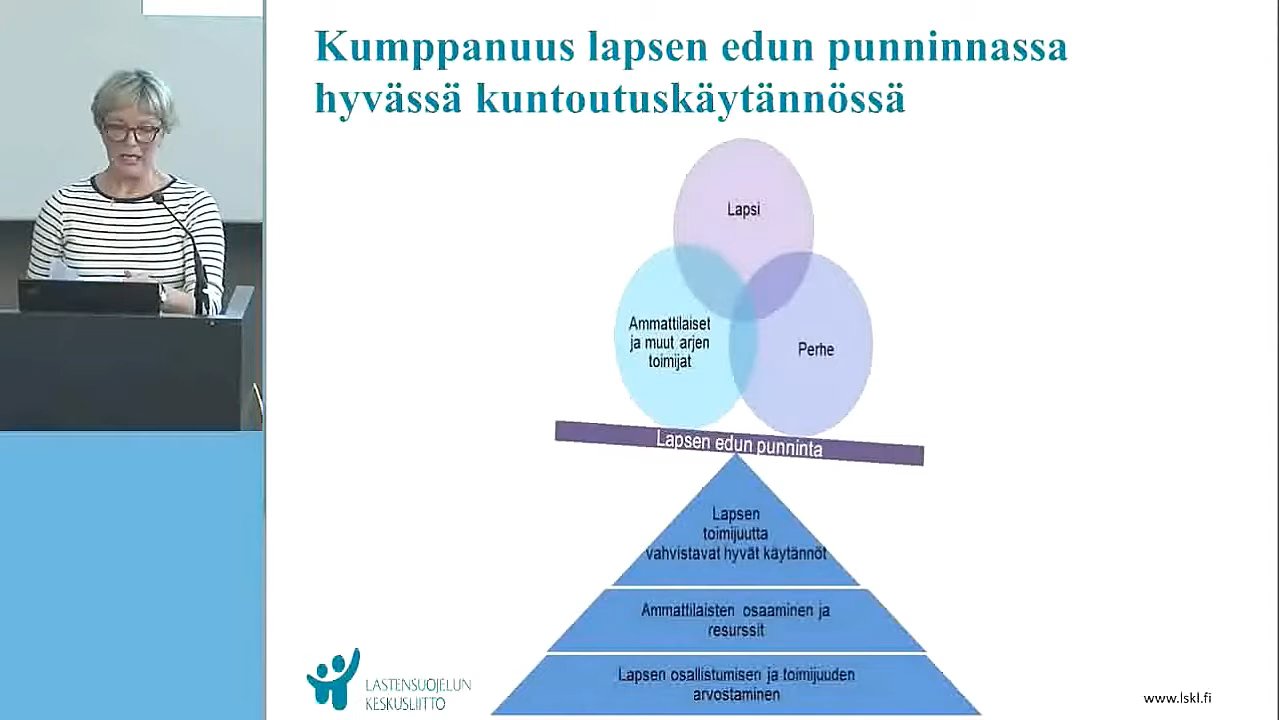 Kumppanuus lapsen edun punninnassa
hyvässä kuntoutuskäytännössä
Lapsi
Ammattilaiset
ja muut arjen
toimijat
Perhe
Lapsen edun punninta
Lapsen
toimijuutta
vahvistavat hyvät käytännöt
Ammattilaisten osaaminen ja
resurssit
Lapsen osallistumisen ja toimijuuden
arvostaminen
LASTENSUOJELUN
KESKUSLIITTO
www.lskl.fi